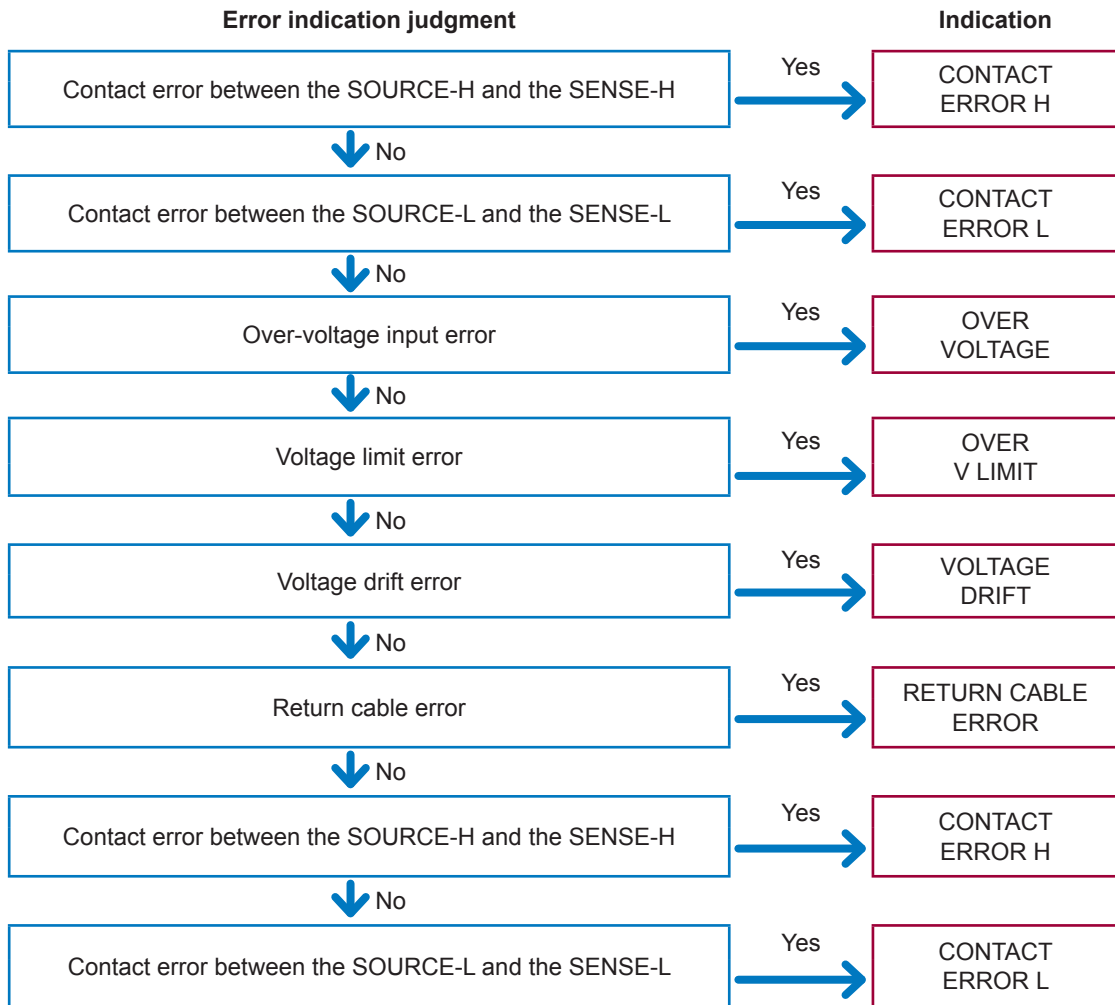 Error indication judgment
Indication
Contact error between the SOURCE-H and the SENSE-H
Yes
CONTACT
ERROR H
No
Contact error between the SOURCE-L and the SENSE-L
Yes
CONTACT
ERROR L
No
Over-voltage input error
Yes
OVER
VOLTAGE
No
Voltage limit error
Yes
OVER
V LIMIT
No
Voltage drift error
Yes
VOLTAGE
DRIFT
No
Return cable error
Yes
RETURN CABLE
ERROR
No
Contact error between the SOURCE-H and the SENSE-H
Yes
CONTACT
ERROR H
No
Contact error between the SOURCE-L and the SENSE-L
Yes
CONTACT
ERROR L